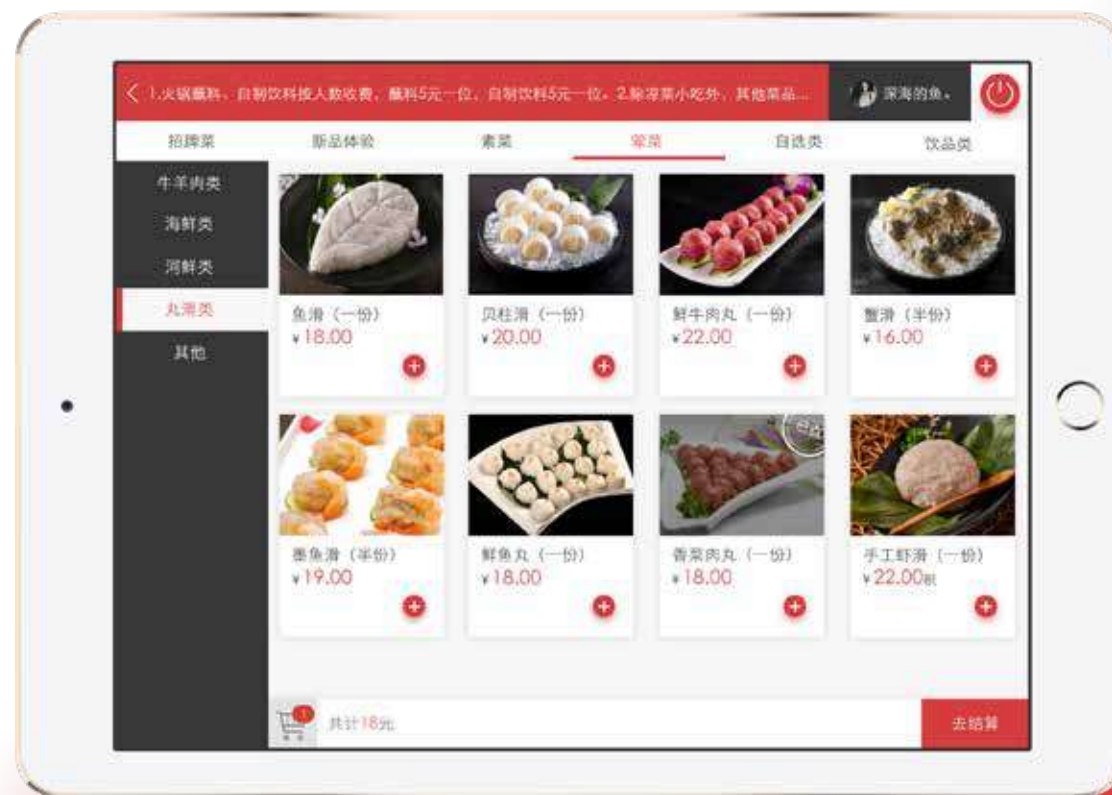 1.火锅蘸料、自制饮料按人数收费，蘸料5元一位，自制饮料5元一位。2.除凉菜小吃外，其他菜品...
深海的鱼。
招牌菜 新品体验 素菜 荤菜 自选类 饮品类
牛羊肉类
海鲜类
河鲜类
丸滑类
其他
鱼滑（一份） 贝柱滑（一份） 鲜牛肉丸（一份） 蟹滑（半份）
¥18.00 ¥20.00 ¥22.00 ¥16.00
墨鱼滑（半份） 鲜鱼丸（一份） 香菜肉丸（一份） 手工虾滑（一份）
¥19.00 ¥18.00 ¥18.00 ¥22.00
1
共计18元
去结算